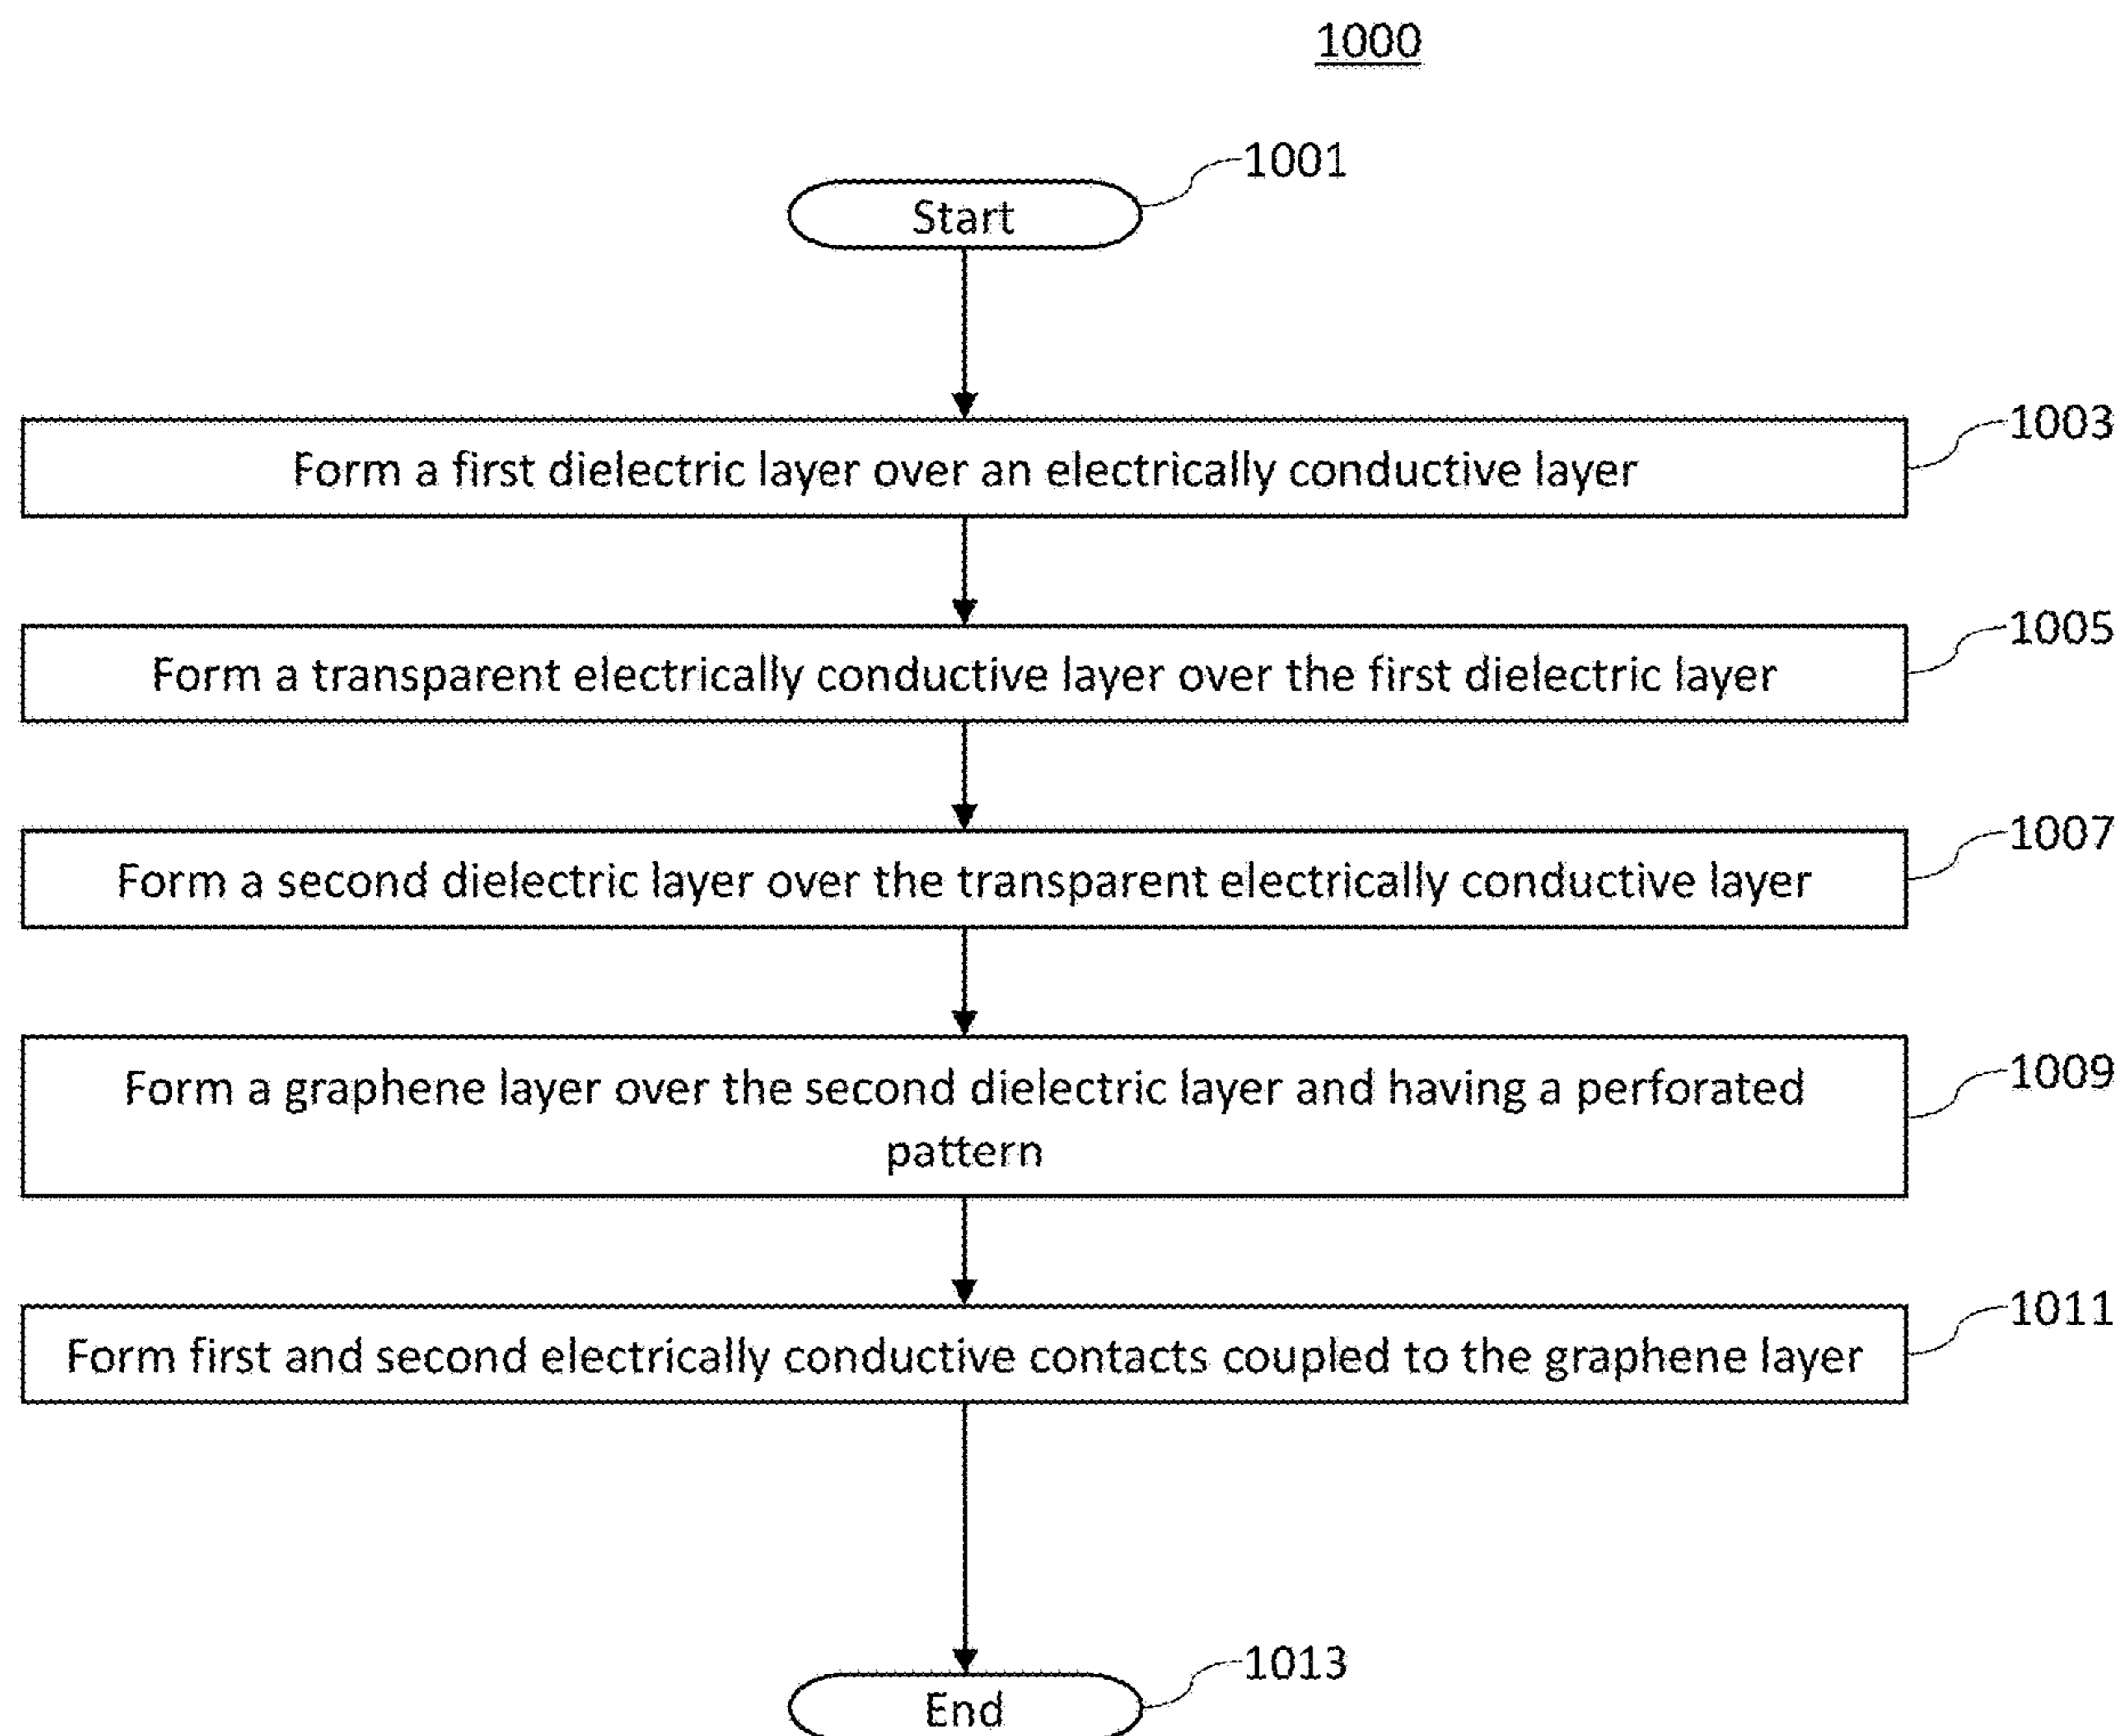 1000
1001
Start
1003
Form a first dielectric layer over an electrically conductive layer
1005
Form a transparent electrically conductive layer over the first dielectric layer
1007
Form a second dielectric layer over the transparent electrically conductive layer
1009
Form a graphene layer over the second dielectric layer and having a perforated
pattern
1011
Form first and second electrically conductive contacts coupled to the graphene layer
1013
End